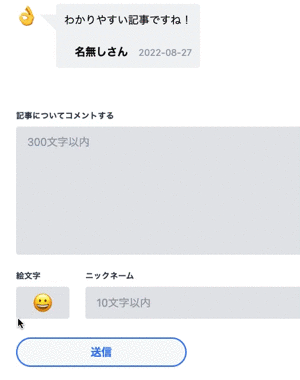 わかりやすい記事ですね！
名無しさん 2022-08-27
記事についてコメントする
300文字以内
絵文字 ニックネーム
10文字以内
送信